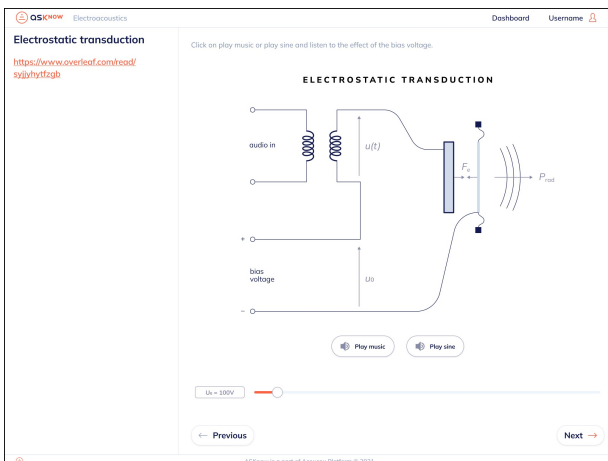 ASKNOW Electroacoustics Dashboard Username
Electrostatic transduction
https://www.overleaf.com/read/
syjjyhytfzgb
Click on play music or play sine and listen to the effect of the bias voltage.
ELECTROSTATIC TRANSDUCTION
audio in
u(t)
Fe
Prad
+
bias
voltage
u0
−
Play music Play sine
U0 = 100V
← Previous Next →